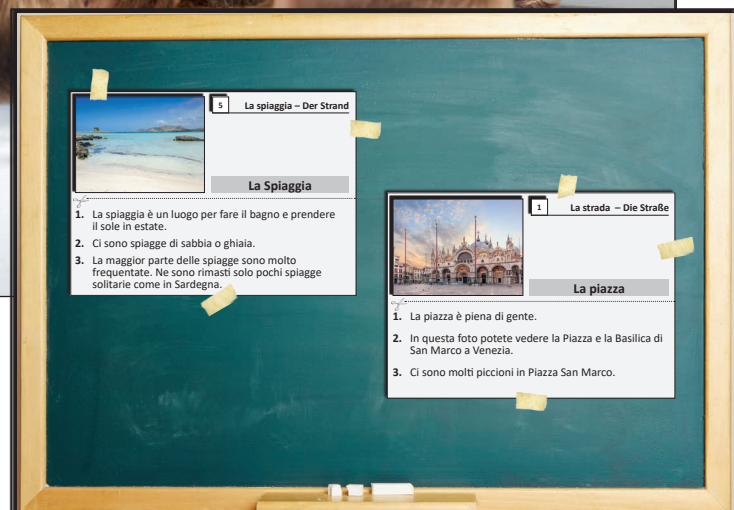 5
La spiaggia – Der Strand
La Spiaggia
1. La spiaggia è un luogo per fare il bagno e prendere
il sole in estate.
2. Ci sono spiagge di sabbia o ghiaia.
3. La maggior parte delle spiagge sono molto
frequentate. Ne sono rimasti solo pochi spiagge
solitarie come in Sardegna.
1
La strada – Die Straße
La piazza
1. La piazza è piena di gente.
2. In questa foto potete vedere la Piazza e la Basilica di
San Marco a Venezia.
3. Ci sono molti piccioni in Piazza San Marco.